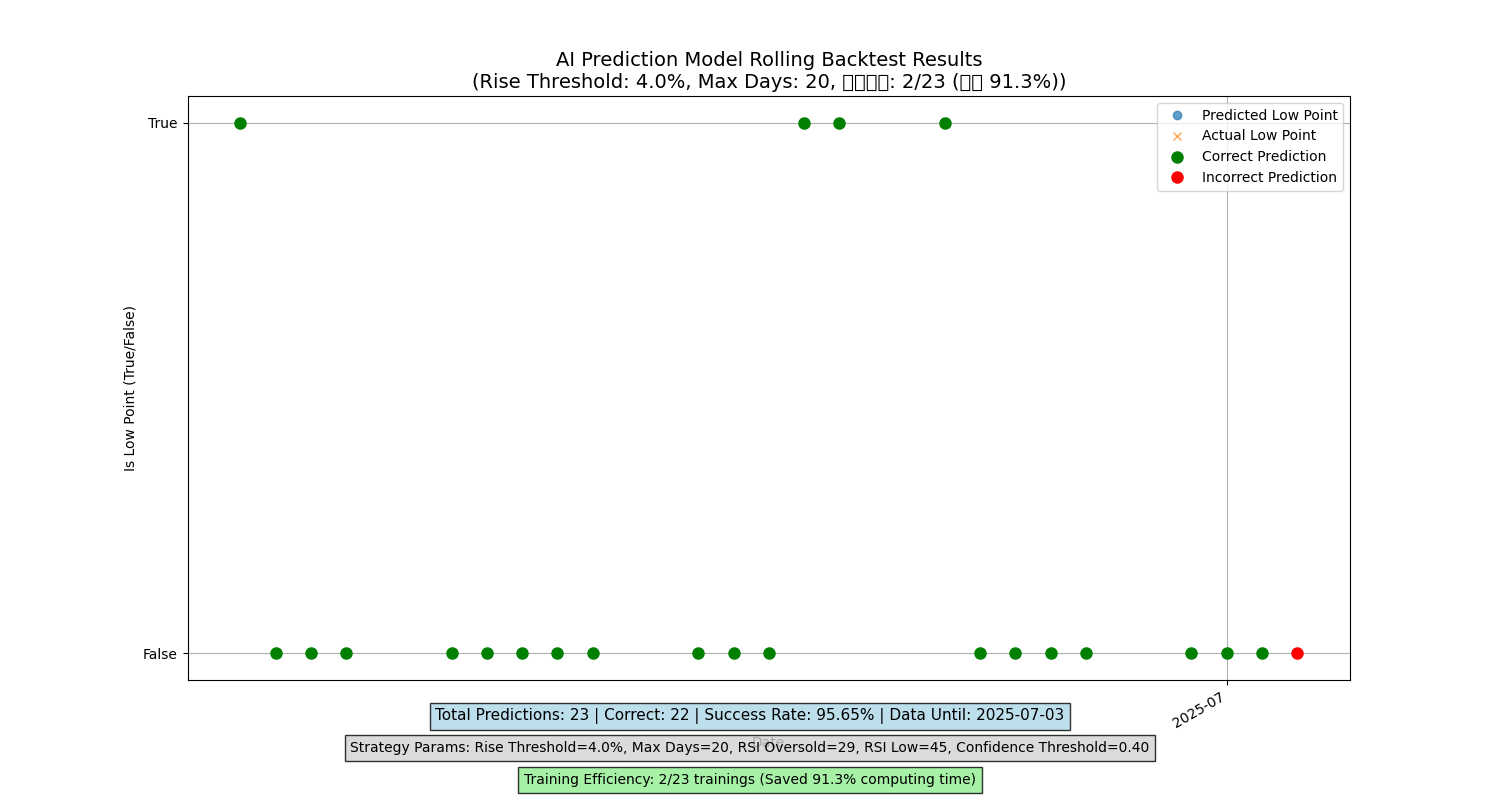 AI Prediction Model Rolling Backtest Results
(Rise Threshold: 4.0%, Max Days: 20, : 2/23 ( 91.3%))
True
Predicted Low Point
Actual Low Point
Correct Prediction
Incorrect Prediction
Is Low Point (True/False)
False
2025-07
Total Predictions: 23 | Correct: 22 | Success Rate: 95.65% | Data Until: 2025-07-03
Date
Strategy Params: Rise Threshold=4.0%, Max Days=20, RSI Oversold=29, RSI Low=45, Confidence Threshold=0.40
Training Efficiency: 2/23 trainings (Saved 91.3% computing time)